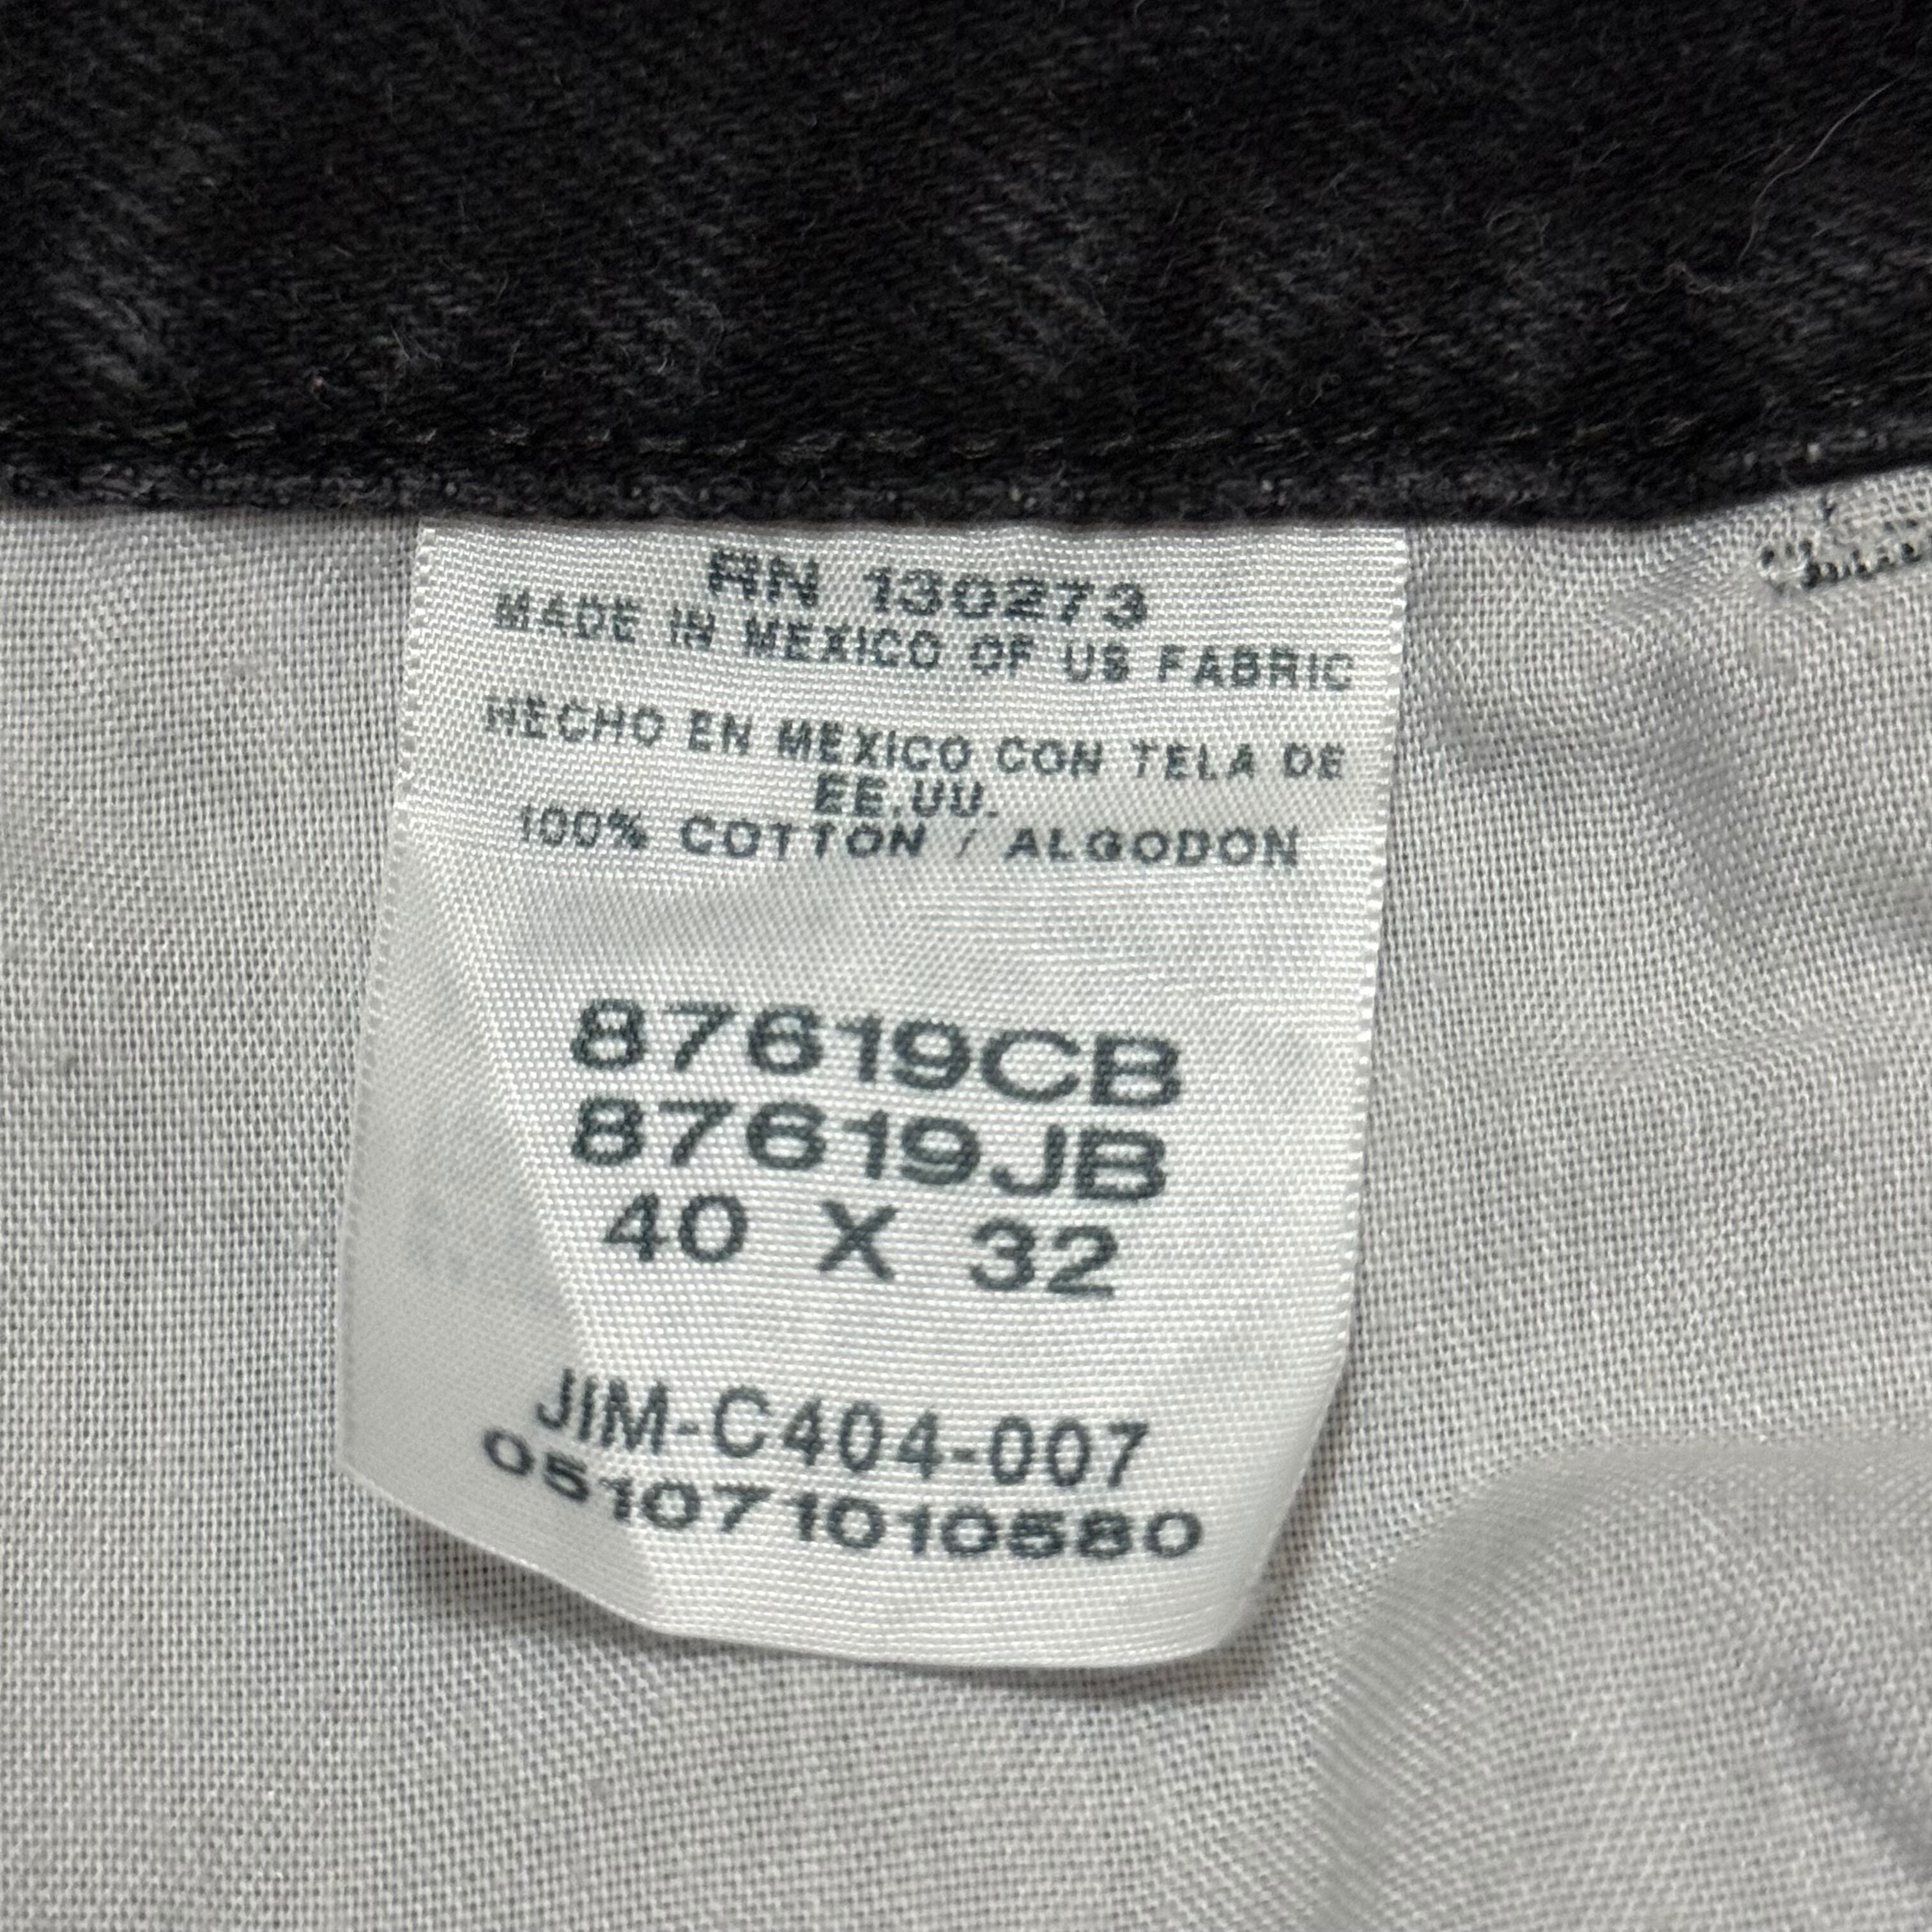 RN 130273
MADE IN MEXICO OF US FABRIC
HECHO EN MEXICO CON TELA DE
EE.UU.
100% COTTON / ALGODON
87619CB
87619JB
40 X 32
JIM-C404-007
051071010580